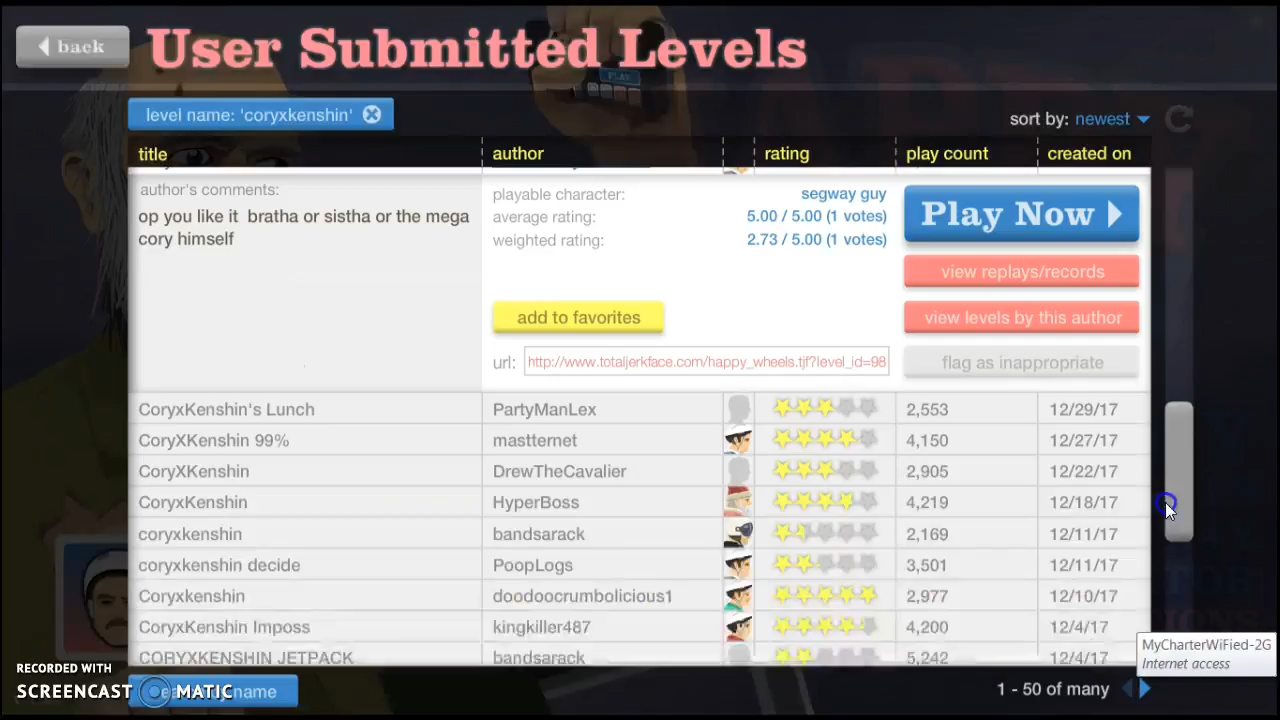 back
User Submitted Levels
level name: 'coryxkenshin'
sort by: newest
title author rating play count created on
author's comments:
op you like it bratha or sistha or the mega
cory himself
playable character: segway guy
average rating: 5.00 / 5.00 (1 votes)
weighted rating: 2.73 / 5.00 (1 votes)
Play Now
view replays/records
add to favorites
view levels by this author
url: http://www.totaljerkface.com/happy_wheels.tjf?level_id=98
flag as inappropriate
CoryxKenshin's Lunch PartyManLex 2,553 12/29/17
CoryXKenshin 99% mastternet 4,150 12/27/17
CoryXKenshin DrewTheCavalier 2,905 12/22/17
CoryxKenshin HyperBoss 4,219 12/18/17
coryxkenshin bandsarack 2,169 12/11/17
coryxkenshin decide PoopLogs 3,501 12/11/17
Coryxkenshin doodoocrumbolicious1 2,977 12/10/17
CoryxKenshin Imposs kingkiller487 4,200 12/4/17
CORYXKENSHIN JETPACK bandsarack 5,242 12/4/17
MyCharterWiFied-2G
Internet access
RECORDED WITH
SCREENCAST MATIC
name
1 - 50 of many